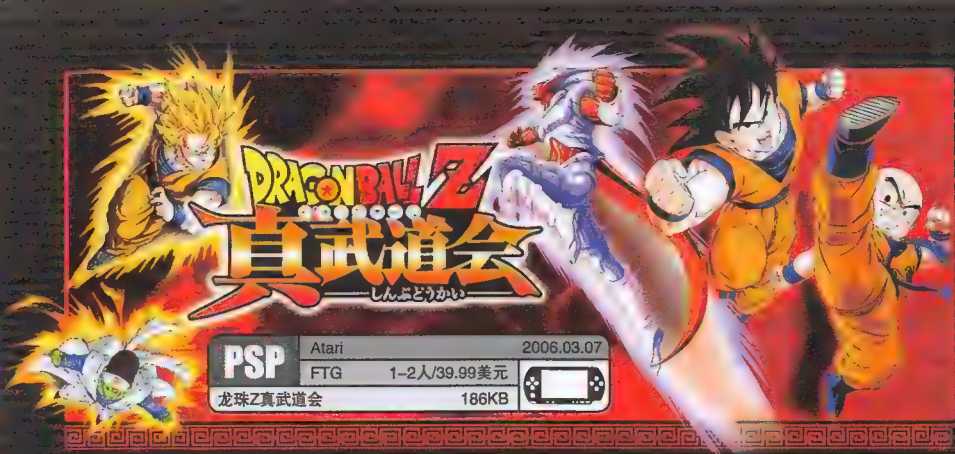 DRAGON BALL Z
真武道会
しんぶどうかい
PSP
Atari 2006.03.07
FTG 1-2人/39.99美元
龙珠Z真武道会 186KB